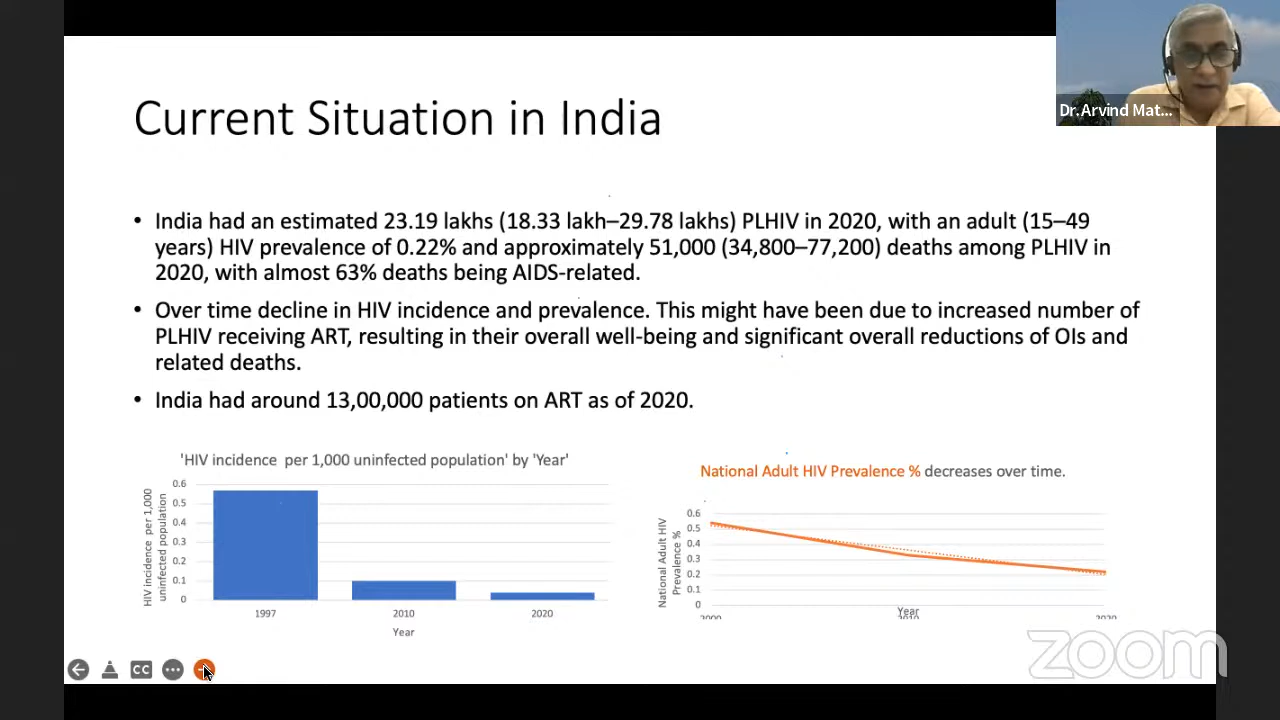 Current Situation in India
Dr.Arvind Mat...
• India had an estimated 23.19 lakhs (18.33 lakh–29.78 lakhs) PLHIV in 2020, with an adult (15–49
years) HIV prevalence of 0.22% and approximately 51,000 (34,800–77,200) deaths among PLHIV in
2020, with almost 63% deaths being AIDS-related.
• Over time decline in HIV incidence and prevalence. This might have been due to increased number of
PLHIV receiving ART, resulting in their overall well-being and significant overall reductions of OIs and
related deaths.
• India had around 13,00,000 patients on ART as of 2020.
'HIV incidence per 1,000 uninfected population' by 'Year'
HIV incidence per 1,000
uninfected population
0.6
0.5
0.4
0.3
0.2
0.1
0
1997 2010 2020
Year
National Adult HIV Prevalence % decreases over time.
National Adult HIV
Prevalence %
0.6
0.5
0.4
0.3
0.2
0.1
0
Year
2000 2010 2020
CC
zoom